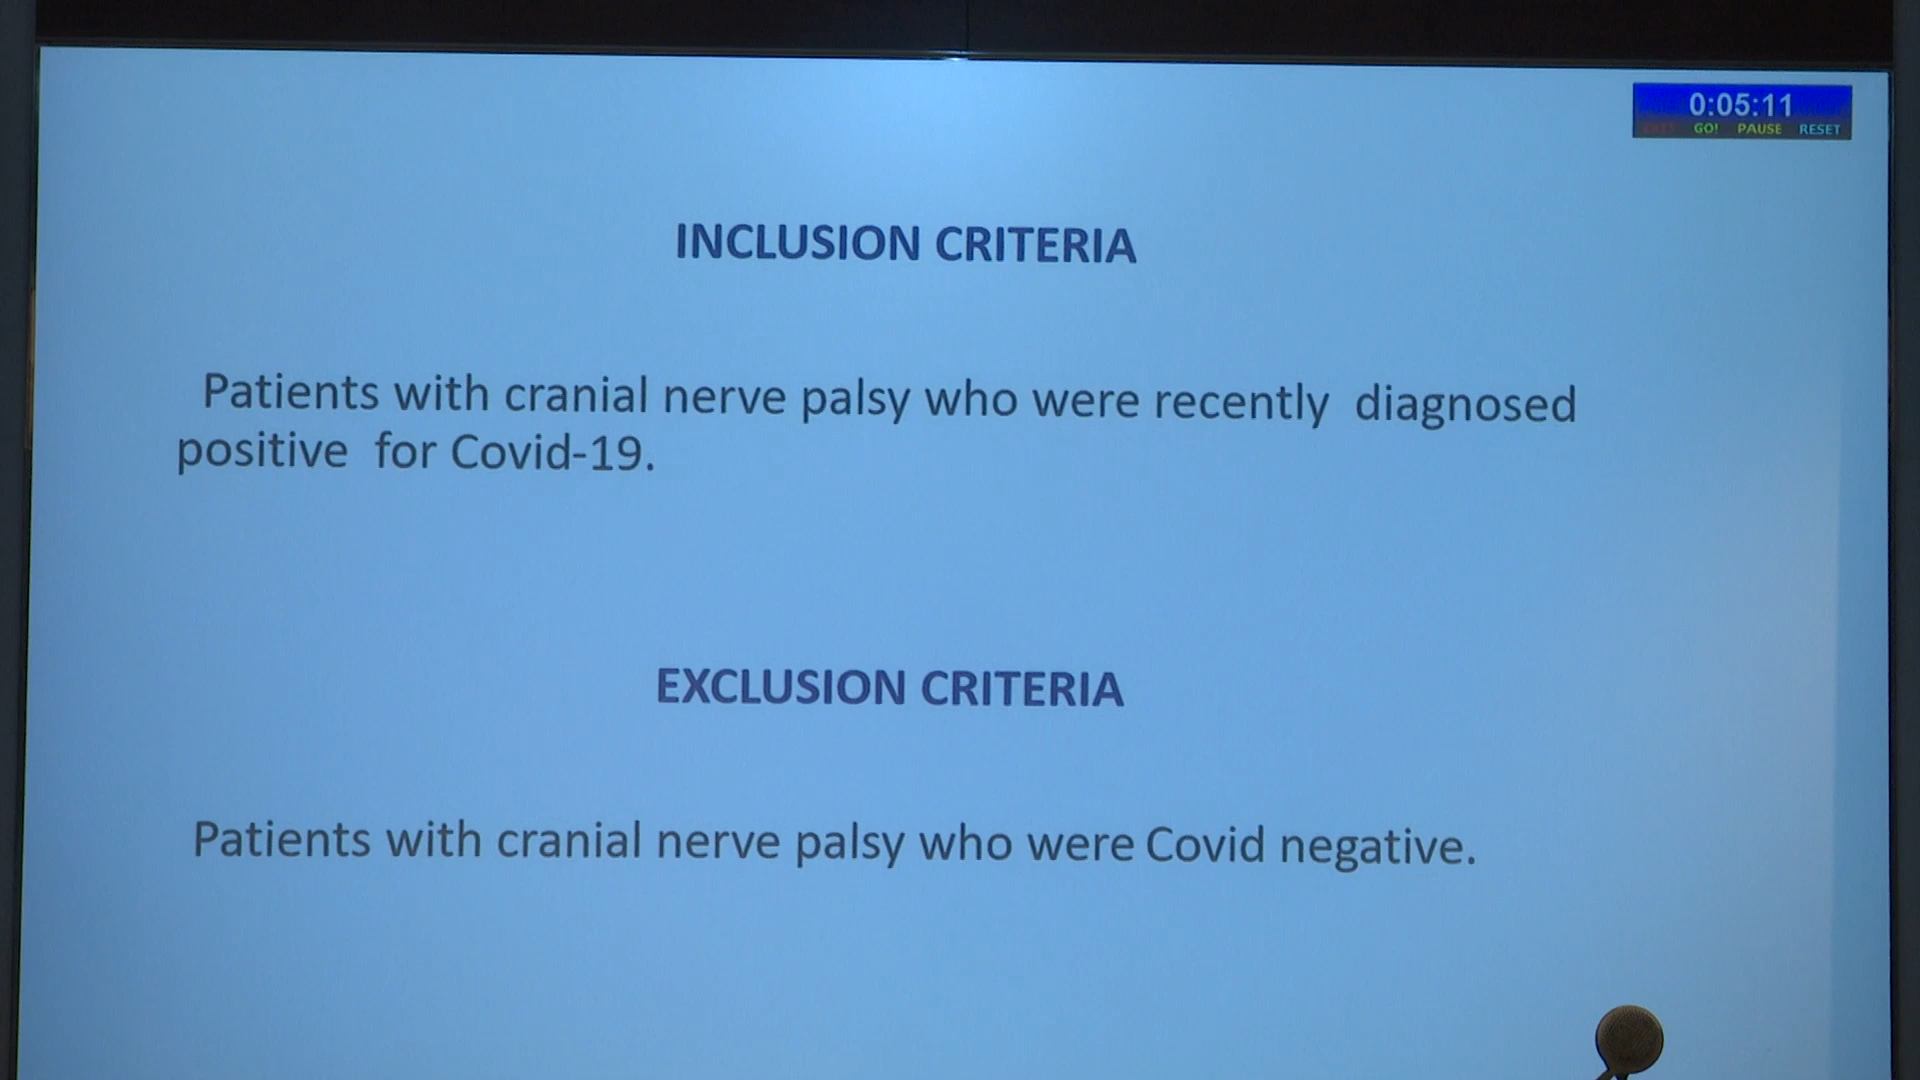 0:05:11
GO! PAUSE RESET
INCLUSION CRITERIA
Patients with cranial nerve palsy who were recently diagnosed
positive for Covid-19.
EXCLUSION CRITERIA
Patients with cranial nerve palsy who were Covid negative.